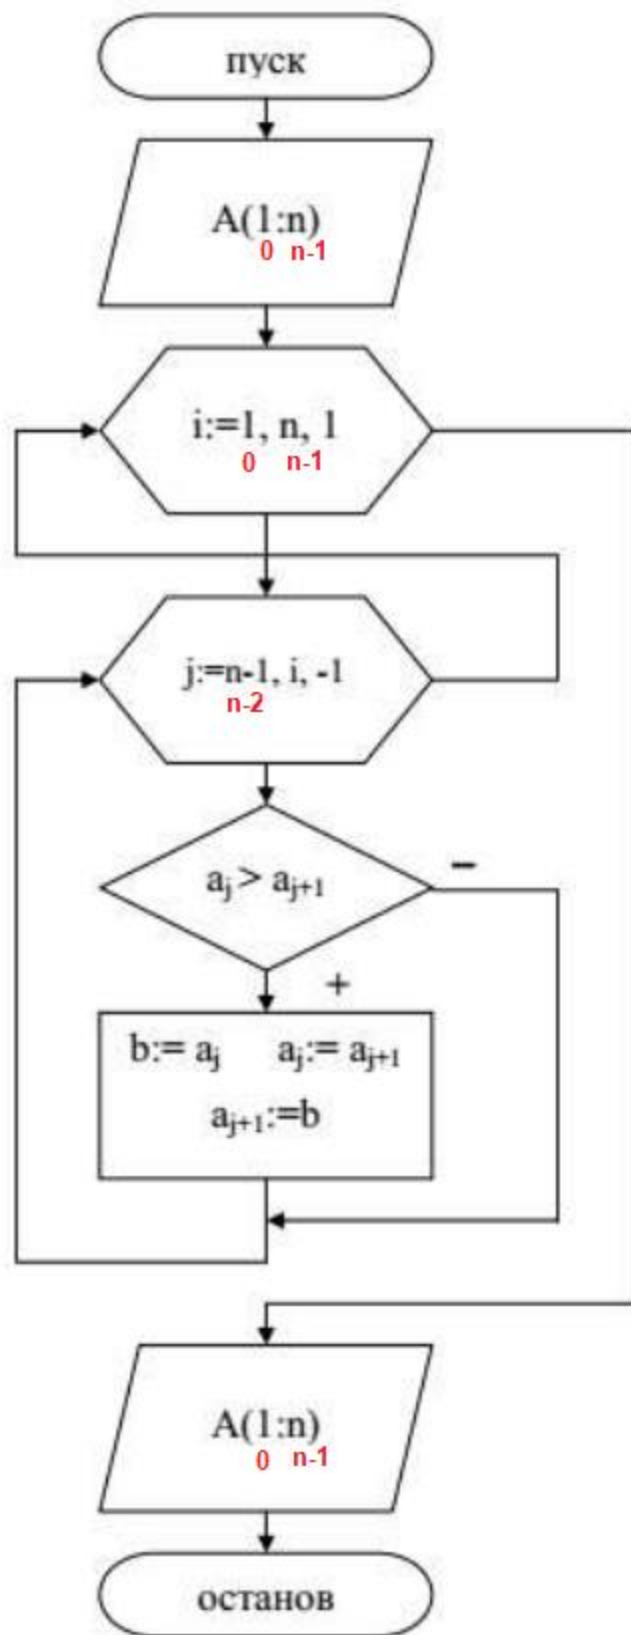 пуск
A(1:n)
0 n-1
i:=1, n, 1
0 n-1
j:=n-1, i, -1
n-2
–
aj > aj+1
+
b:= aj aj:= aj+1
aj+1:=b
A(1:n)
0 n-1
останов